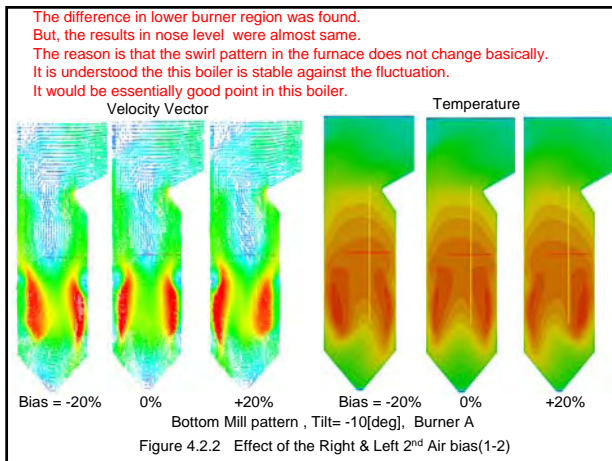 The difference in lower burner region was found.
But, the results in nose level were almost same.
The reason is that the swirl pattern in the furnace does not change basically.
It is understood the this boiler is stable against the fluctuation.
It would be essentially good point in this boiler.
Velocity Vector Temperature
Bias = -20% 0% +20% Bias = -20% 0% +20%
Bottom Mill pattern , Tilt= -10[deg], Burner A
Figure 4.2.2 Effect of the Right & Left 2nd Air bias(1-2)